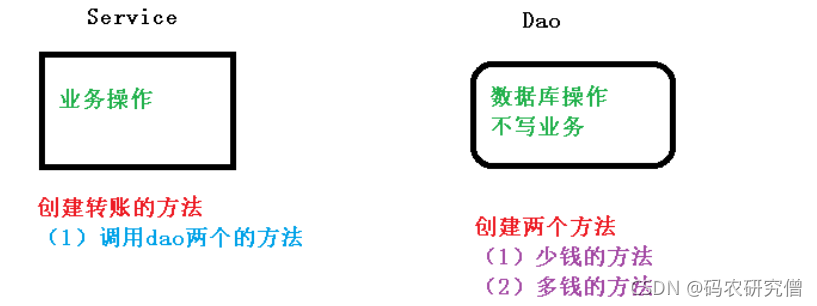 Service
业务操作
创建转账的方法
（1）调用dao两个的方法
Dao
数据库操作
不写业务
创建两个方法
（1）少钱的方法
（2）多钱的方法
CSDN @码农研究僧